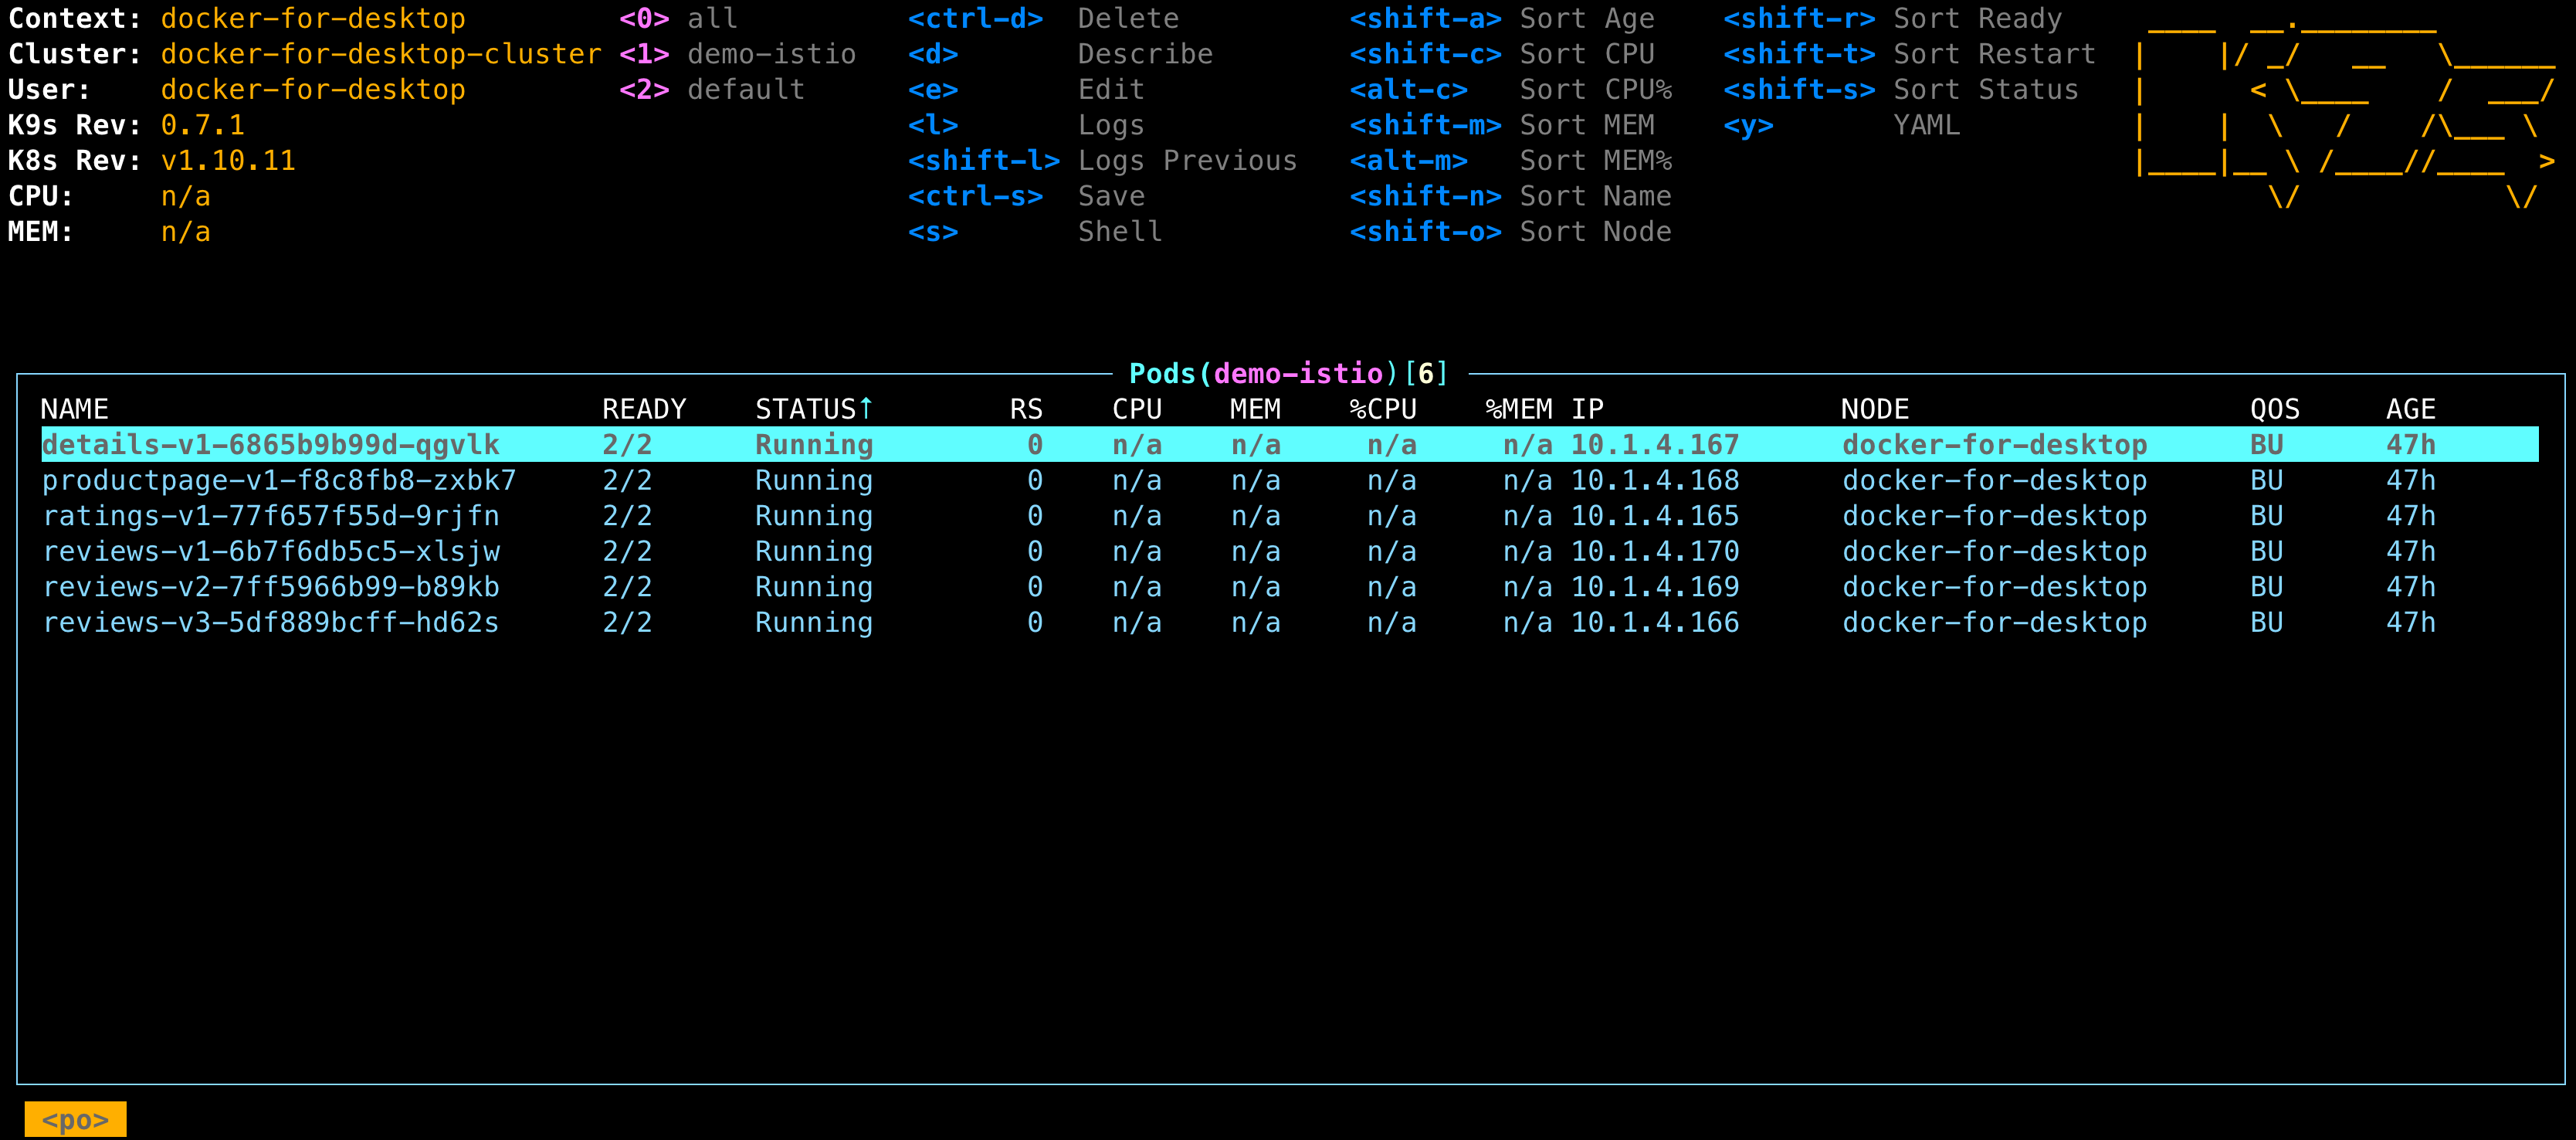 Context: docker-for-desktop <0> all <ctrl-d> Delete <shift-a> Sort Age <shift-r> Sort Ready
Cluster: docker-for-desktop-cluster <1> demo-istio <d> Describe <shift-c> Sort CPU <shift-t> Sort Restart
User: docker-for-desktop <2> default <e> Edit <alt-c> Sort CPU% <shift-s> Sort Status
K9s Rev: 0.7.1 <l> Logs <shift-m> Sort MEM <y> YAML
K8s Rev: v1.10.11 <shift-l> Logs Previous <alt-m> Sort MEM%
CPU: n/a <ctrl-s> Save <shift-n> Sort Name
MEM: n/a <s> Shell <shift-o> Sort Node
Pods(demo-istio)[6]
NAME READY STATUS↑ RS CPU MEM %CPU %MEM IP NODE QOS AGE
details-v1-6865b9b99d-qgvlk 2/2 Running 0 n/a n/a n/a n/a 10.1.4.167 docker-for-desktop BU 47h
productpage-v1-f8c8fb8-zxbk7 2/2 Running 0 n/a n/a n/a n/a 10.1.4.168 docker-for-desktop BU 47h
ratings-v1-77f657f55d-9rjfn 2/2 Running 0 n/a n/a n/a n/a 10.1.4.165 docker-for-desktop BU 47h
reviews-v1-6b7f6db5c5-xlsjw 2/2 Running 0 n/a n/a n/a n/a 10.1.4.170 docker-for-desktop BU 47h
reviews-v2-7ff5966b99-b89kb 2/2 Running 0 n/a n/a n/a n/a 10.1.4.169 docker-for-desktop BU 47h
reviews-v3-5df889bcff-hd62s 2/2 Running 0 n/a n/a n/a n/a 10.1.4.166 docker-for-desktop BU 47h
<po>